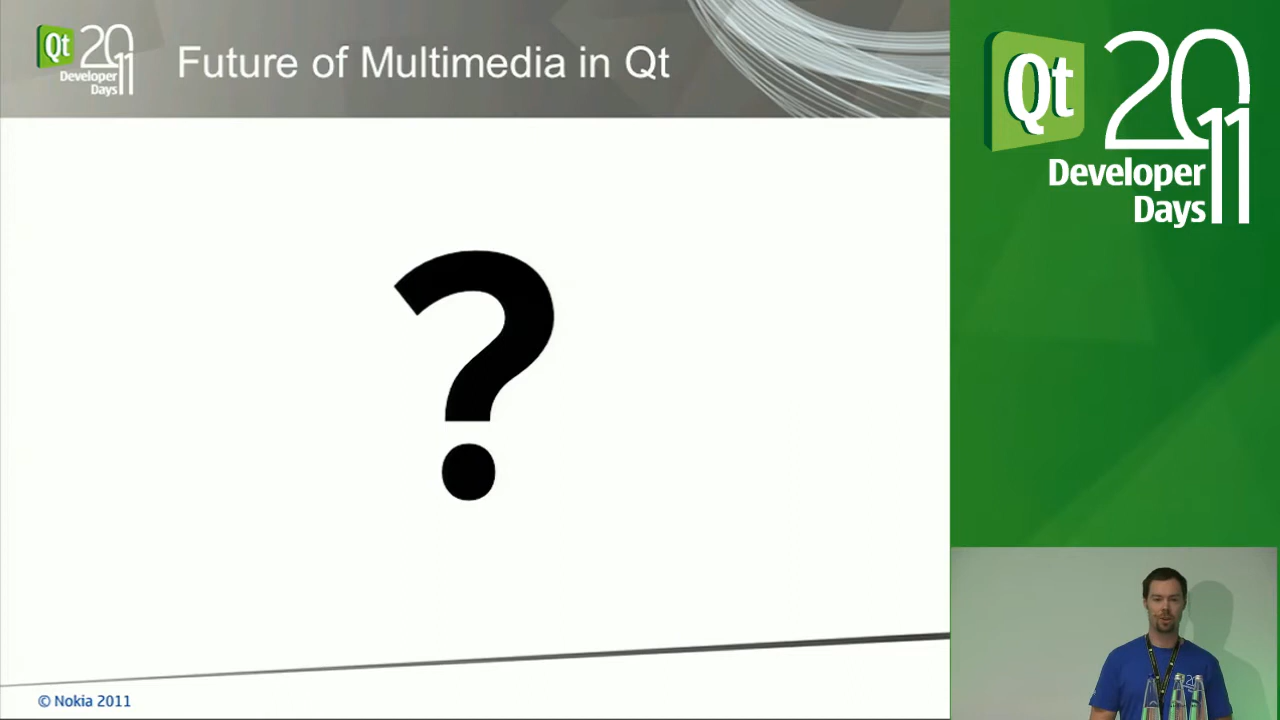 Qt 2011
Developer
Days
Future of Multimedia in Qt
?
© Nokia 2011
Qt 2011
Developer
Days